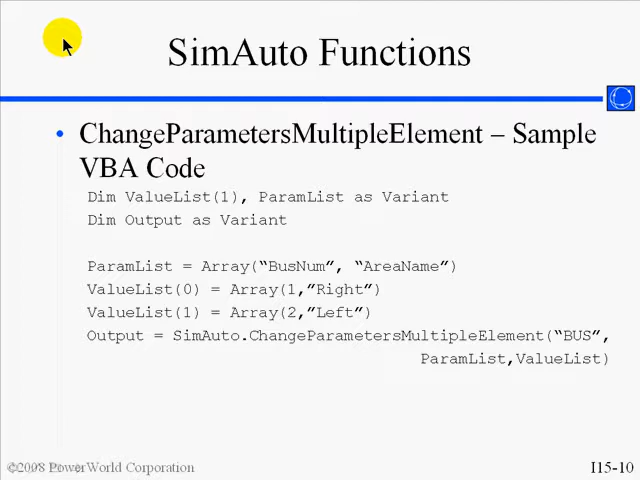 SimAuto Functions
• ChangeParametersMultipleElement – Sample
VBA Code
Dim ValueList(1), ParamList as Variant
Dim Output as Variant
ParamList = Array(“BusNum”, “AreaName”)
ValueList(0) = Array(1,”Right”)
ValueList(1) = Array(2,”Left”)
Output = SimAuto.ChangeParametersMultipleElement(“BUS”,
ParamList,ValueList)
©2008 PowerWorld Corporation
I15-10